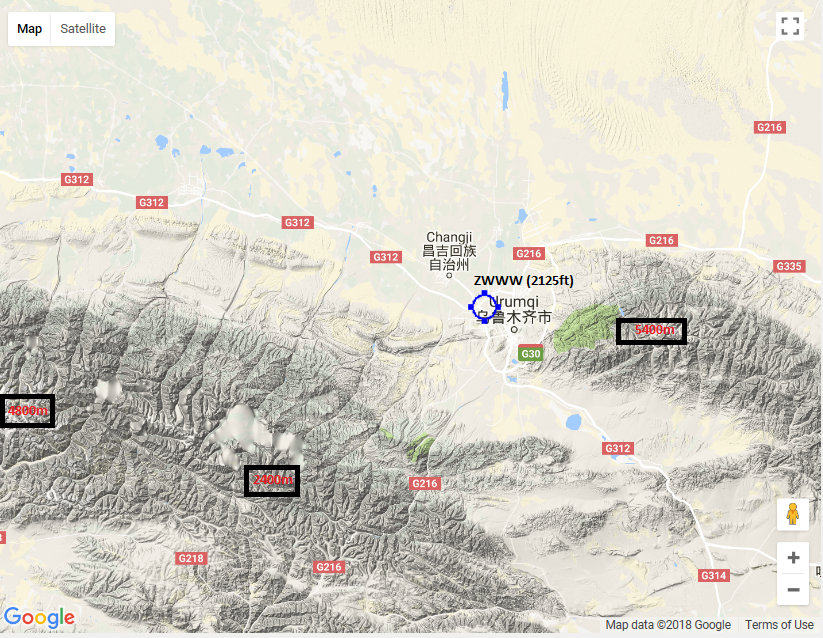 Map
Satellite
G216
G312
G312
G312
Changji
昌吉回族
自治州
G312
G216
G216
G335
ZWWW (2125ft)
Urumqi
乌鲁木齐市
5400m
G30
G312
G216
G218
G216
G314
Google
Map data ©2018 Google
Terms of Use